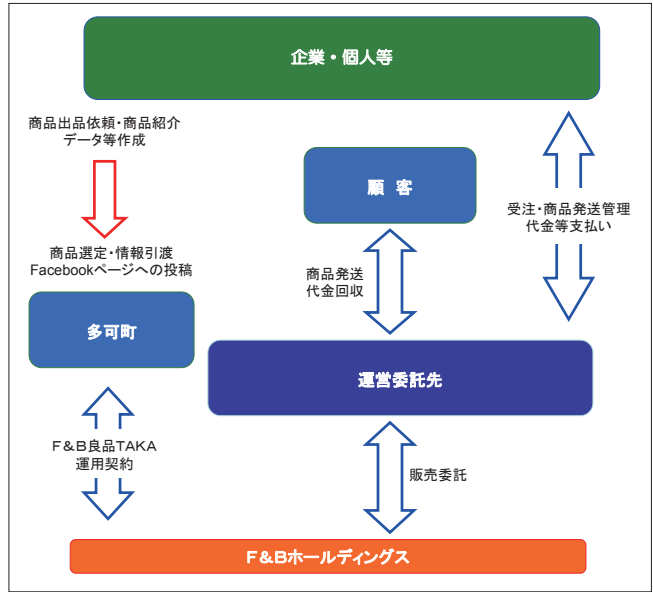 企業・個人等
商品出品依頼・商品紹介
データ等作成
顧 客
受注・商品発送管理
代金等支払い
商品選定・情報引渡
Facebookページへの投稿
商品発送
代金回収
多可町
運営委託先
F&B良品TAKA
運用契約
販売委託
F&Bホールディングス